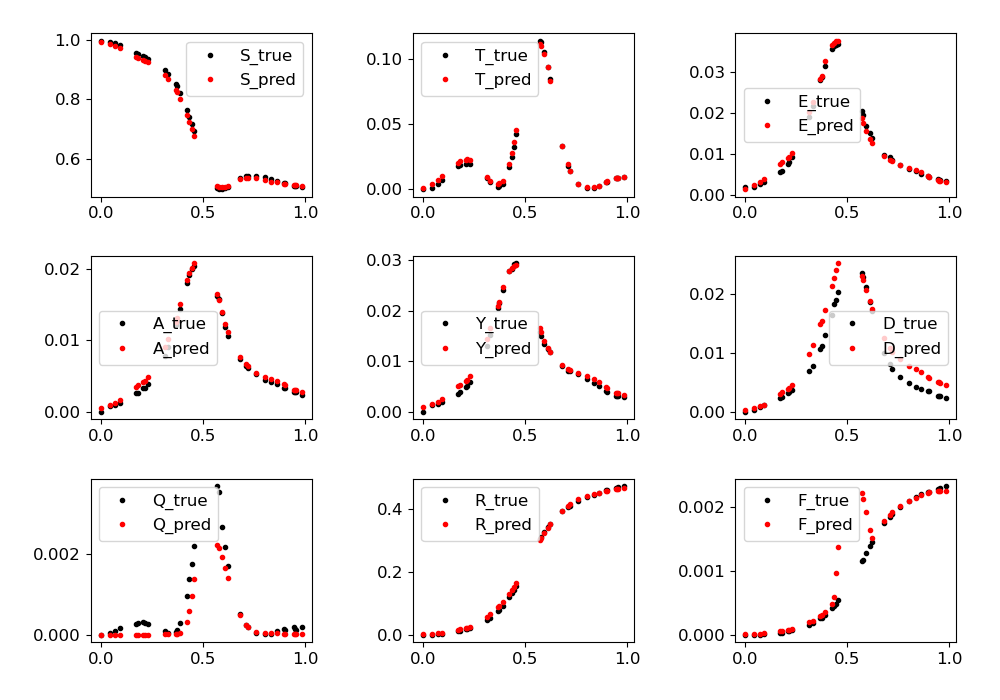 1.0
0.8
0.6
0.0 0.5 1.0
S_true
S_pred
0.10
0.05
0.00
0.0 0.5 1.0
T_true
T_pred
0.03
0.02
0.01
0.00
0.0 0.5 1.0
E_true
E_pred
0.02
0.01
0.00
0.0 0.5 1.0
A_true
A_pred
0.03
0.02
0.01
0.00
0.0 0.5 1.0
Y_true
Y_pred
0.02
0.01
0.00
0.0 0.5 1.0
D_true
D_pred
0.002
0.000
0.0 0.5 1.0
Q_true
Q_pred
0.4
0.2
0.0
0.0 0.5 1.0
R_true
R_pred
0.002
0.001
0.000
0.0 0.5 1.0
F_true
F_pred